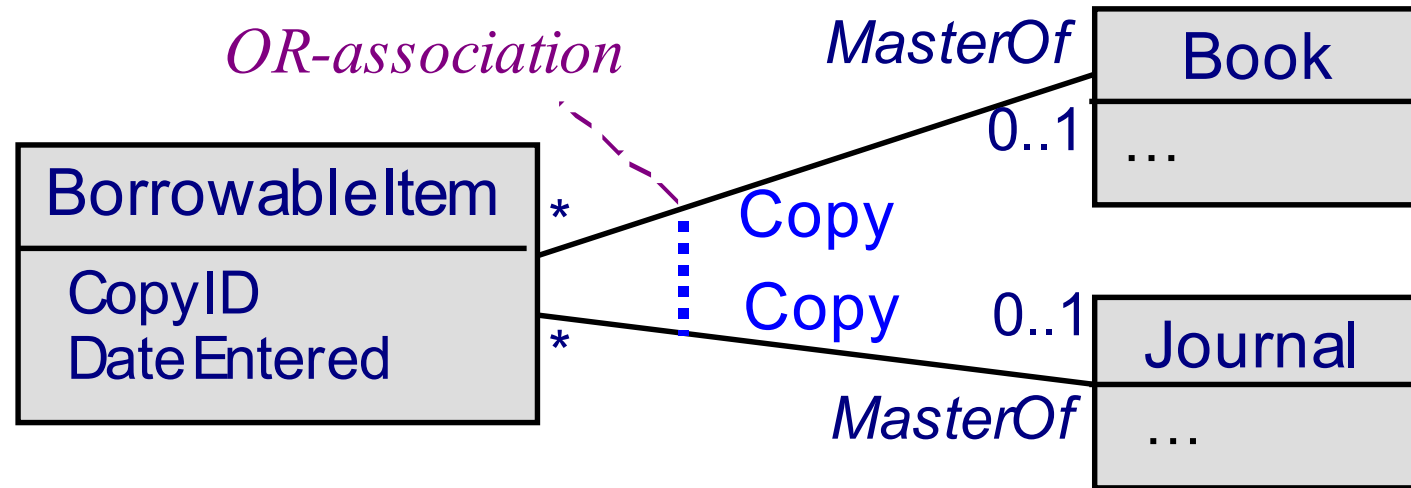 OR-association
MasterOf
Book
0..1
…
BorrowableItem
*
Copy
CopyID
DateEntered
*
Copy
0..1
Journal
MasterOf
…